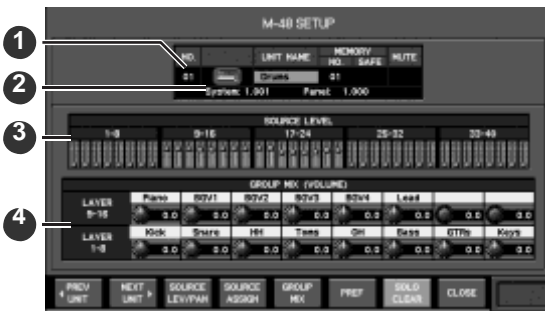 M-48 SETUP
1
NO. UNIT NAME MEMORY NO. SAFE MUTE
01 Drums 01
2
System: 1.001 Panel: 1.000
3
SOURCE LEVEL
1-8 9-16 17-24 25-32 33-40
4
GROUP MIX (VOLUME)
LAYER 9-16 Piano BGV1 BGV2 BGV3 BGV4 Lead
0.0 0.0 0.0 0.0 0.0 0.0 0.0 0.0
LAYER 1-8 Kick Snare HH Toms OH Bass GTRs Keys
0.0 0.0 0.0 0.0 0.0 0.0 0.0 0.0
PREV UNIT NEXT UNIT SOURCE LEV/PAN SOURCE ASSIGN GROUP MIX PREF SOLO CLEAR CLOSE